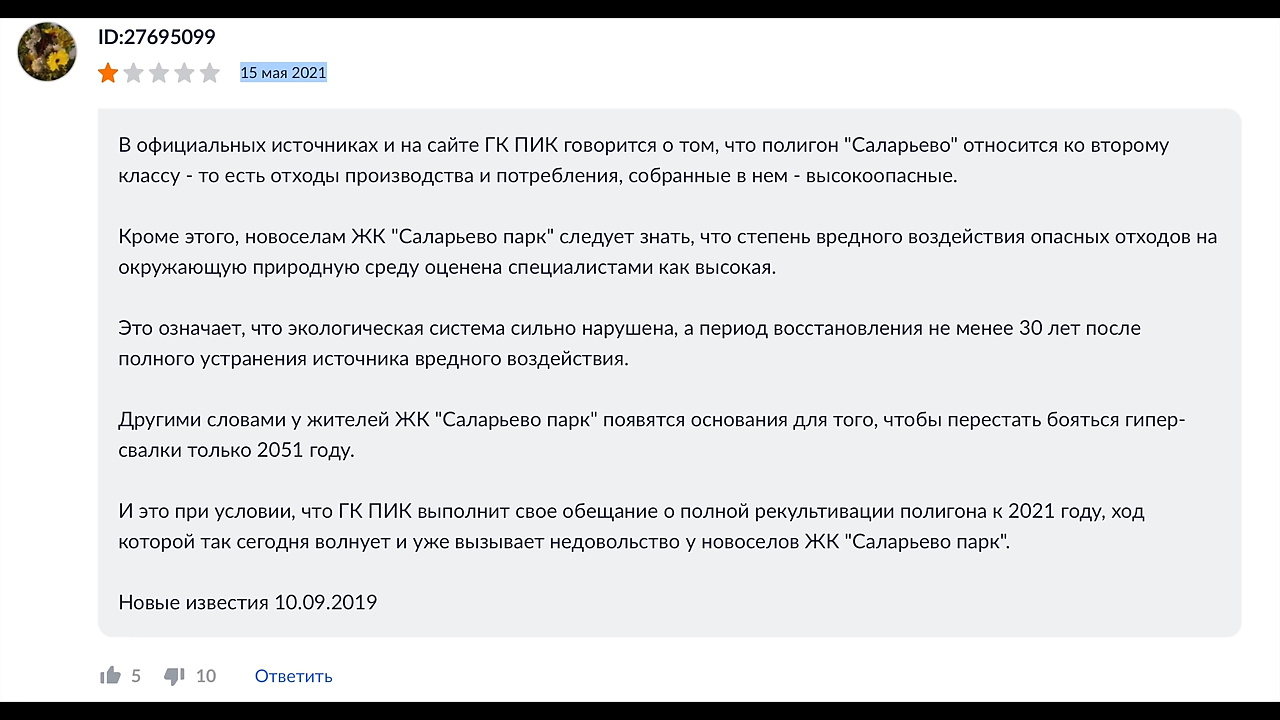 ID:27695099
15 мая 2021
В официальных источниках и на сайте ГК ПИК говорится о том, что полигон "Саларьево" относится ко второму
классу - то есть отходы производства и потребления, собранные в нем - высокоопасные.
Кроме этого, новоселам ЖК "Саларьево парк" следует знать, что степень вредного воздействия опасных отходов на
окружающую природную среду оценена специалистами как высокая.
Это означает, что экологическая система сильно нарушена, а период восстановления не менее 30 лет после
полного устранения источника вредного воздействия.
Другими словами у жителей ЖК "Саларьево парк" появятся основания для того, чтобы перестать бояться гипер-
свалки только 2051 году.
И это при условии, что ГК ПИК выполнит свое обещание о полной рекультивации полигона к 2021 году, ход
которой так сегодня волнует и уже вызывает недовольство у новоселов ЖК "Саларьево парк".
Новые известия 10.09.2019
5 10 Ответить